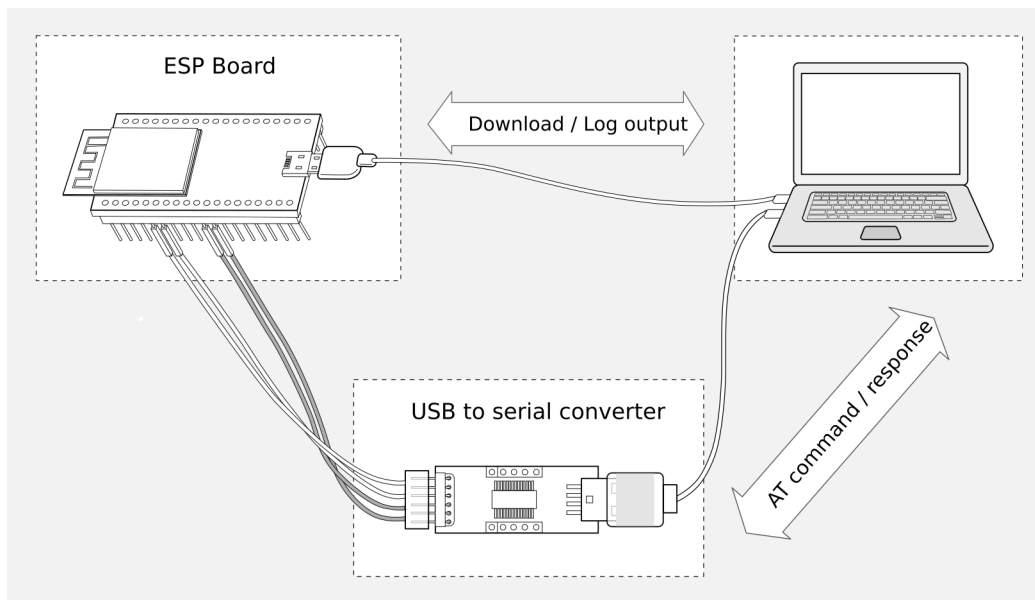 ESP Board
Download / Log output
USB to serial converter
AT command / response